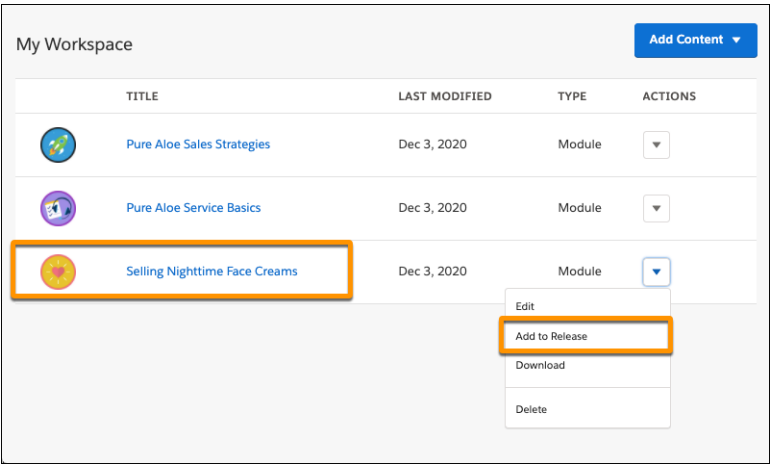 My Workspace
Add Content
TITLE LAST MODIFIED TYPE ACTIONS
Pure Aloe Sales Strategies Dec 3, 2020 Module
Pure Aloe Service Basics Dec 3, 2020 Module
Selling Nighttime Face Creams Dec 3, 2020 Module
Edit
Add to Release
Download
Delete